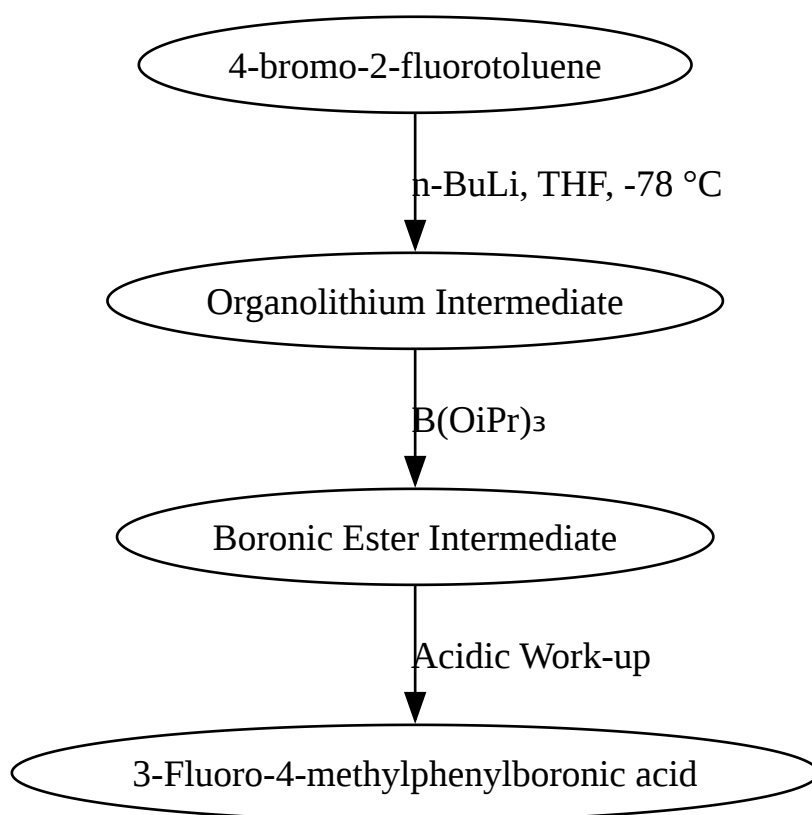 4-bromo-2-fluorotoluene
n-BuLi, THF, -78 °C
Organolithium Intermediate
B(OiPr)₃
Boronic Ester Intermediate
Acidic Work-up
3-Fluoro-4-methylphenylboronic acid